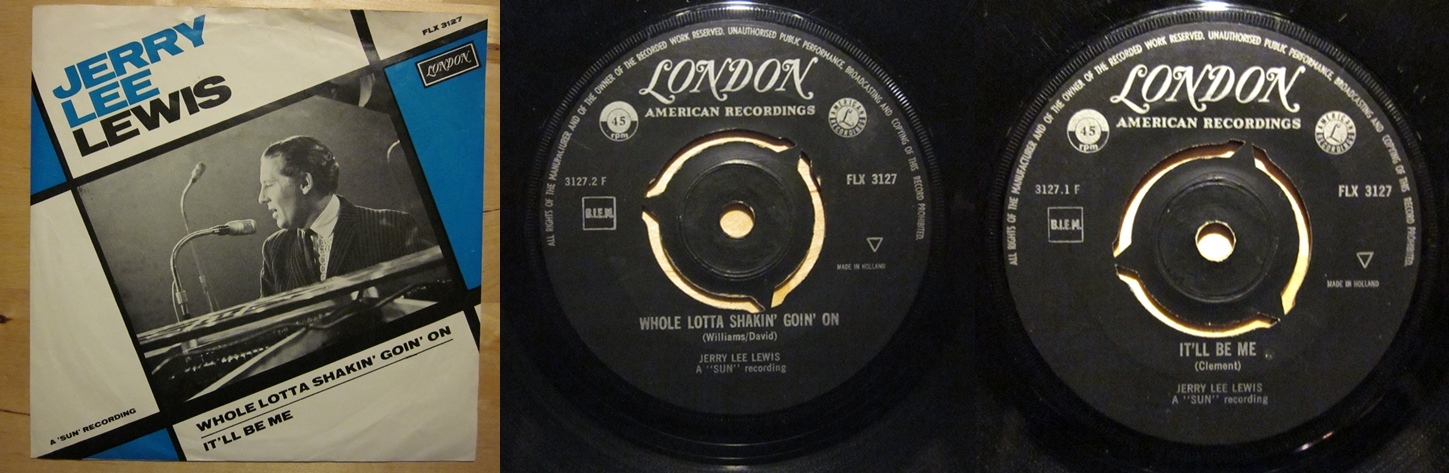 FLX 3127
JERRY
LEE
LEWIS
LONDON
WHOLE LOTTA SHAKIN' GOIN' ON
IT'LL BE ME
A 'SUN' RECORDING
ALL RIGHTS OF THE MANUFACTURER AND OF THE OWNER OF THE RECORDED WORK RESERVED. UNAUTHORISED PUBLIC PERFORMANCE, BROADCASTING AND COPYING OF THIS RECORD PROHIBITED.
LONDON
AMERICAN RECORDINGS
45
rpm
AMERICAN
L
RECORDINGS
3127.2 F
FLX 3127
B.I.E.M.
MADE IN HOLLAND
WHOLE LOTTA SHAKIN' GOIN' ON
(Williams/David)
JERRY LEE LEWIS
A "SUN" recording
ALL RIGHTS OF THE MANUFACTURER AND OF THE OWNER OF THE RECORDED WORK RESERVED. UNAUTHORISED PUBLIC PERFORMANCE, BROADCASTING AND COPYING OF THIS RECORD PROHIBITED.
LONDON
AMERICAN RECORDINGS
45
rpm
AMERICAN
L
RECORDINGS
3127.1 F
FLX 3127
B.I.E.M.
MADE IN HOLLAND
IT'LL BE ME
(Clement)
JERRY LEE LEWIS
A "SUN" recording